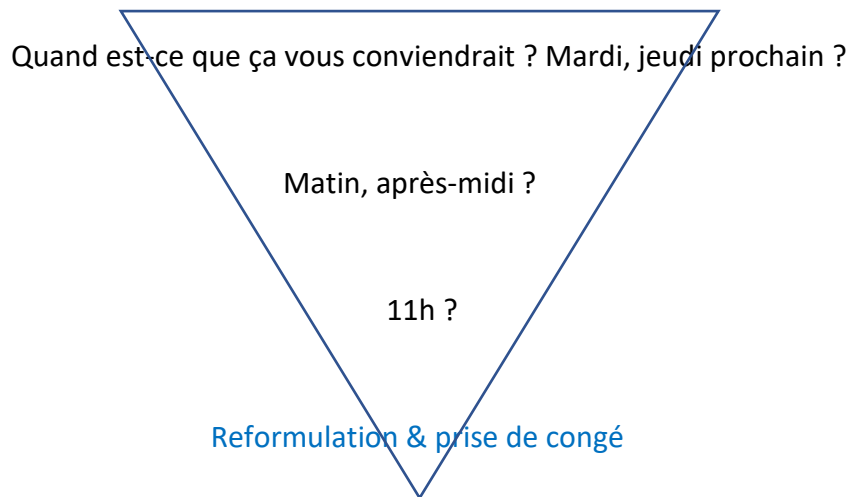 Quand est-ce que ça vous conviendrait ? Mardi, jeudi prochain ?
Matin, après-midi ?
11h ?
Reformulation & prise de congé